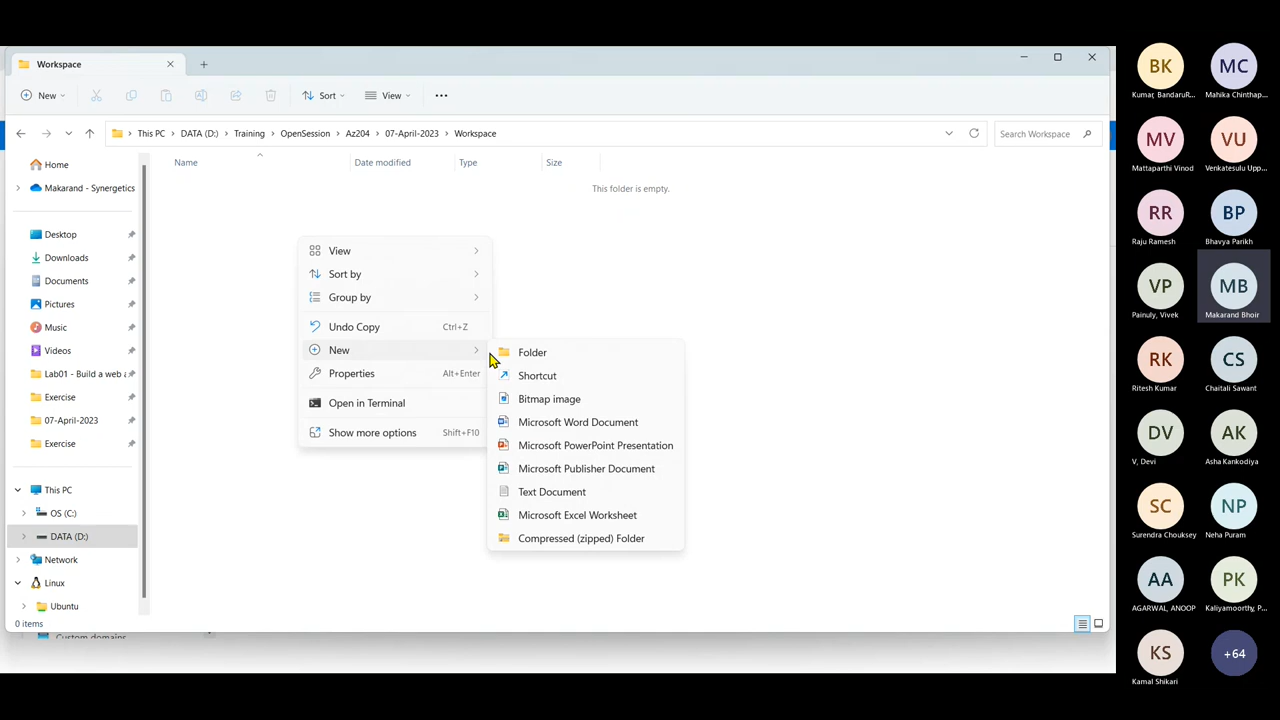 Workspace
New
Sort
View
This PC
DATA (D:)
Training
OpenSession
Az204
07-April-2023
Workspace
Search Workspace
Home
Makarand - Synergetics
Desktop
Downloads
Documents
Pictures
Music
Videos
Lab01 - Build a web a
Exercise
07-April-2023
Exercise
This PC
OS (C:)
DATA (D:)
Network
Linux
Ubuntu
Name
Date modified
Type
Size
This folder is empty.
View
Sort by
Group by
Undo Copy Ctrl+Z
New
Properties Alt+Enter
Open in Terminal
Show more options Shift+F10
Folder
Shortcut
Bitmap image
Microsoft Word Document
Microsoft PowerPoint Presentation
Microsoft Publisher Document
Text Document
Microsoft Excel Worksheet
Compressed (zipped) Folder
0 items
Custom domains
BK
Kumar, BandaruR...
MC
Mahika Chinthap...
MV
Mattaparthi Vinod
VU
Venkatesulu Upp...
RR
Raju Ramesh
BP
Bhavya Parikh
VP
Painuly, Vivek
MB
Makarand Bhoir
RK
Ritesh Kumar
CS
Chaitali Sawant
DV
V, Devi
AK
Asha Kankodiya
SC
Surendra Chouksey
NP
Neha Puram
AA
AGARWAL, ANOOP
PK
Kaliyamoorthy, P...
KS
Kamal Shikari
+64